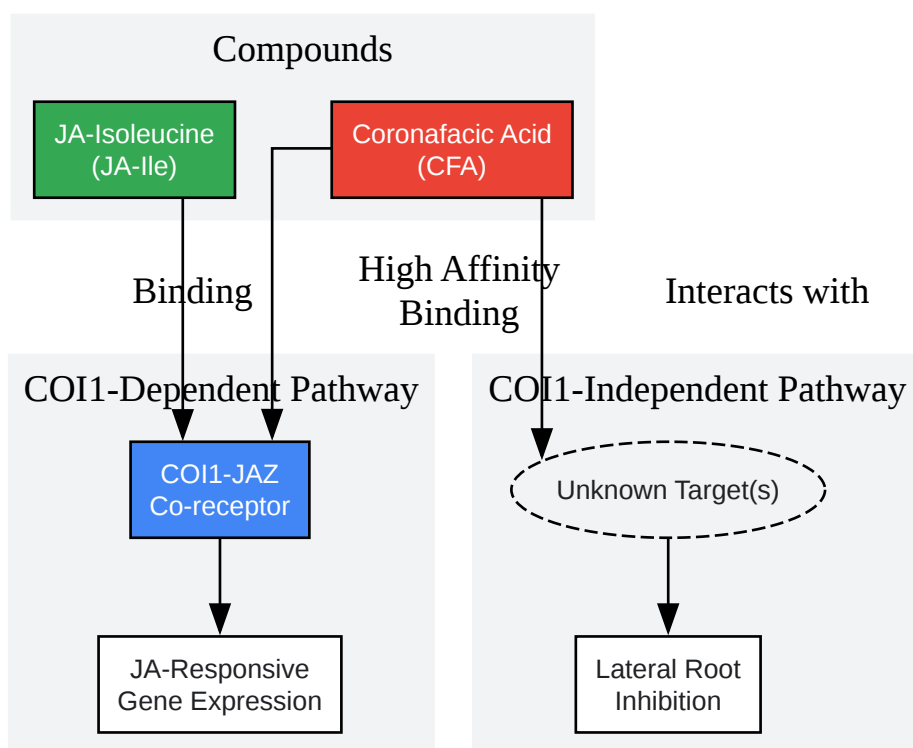 Compounds
JA-Isoleucine
(JA-Ile)
Coronafacic Acid
(CFA)
Binding
High Affinity
Binding
Interacts with
COI1-Dependent Pathway
COI1-Independent Pathway
COI1-JAZ
Co-receptor
Unknown Target(s)
JA-Responsive
Gene Expression
Lateral Root
Inhibition